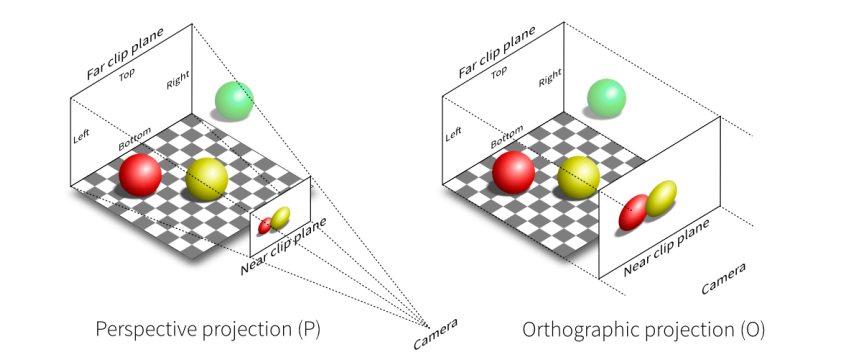 Far clip plane
Top
Right
Left
Bottom
Near clip plane
Camera
Perspective projection (P)
Far clip plane
Top
Right
Left
Bottom
Near clip plane
Camera
Orthographic projection (O)